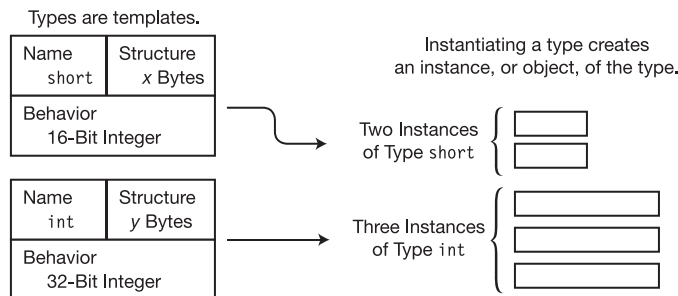 Types are templates.
Name
short
Structure
x Bytes
Behavior
16-Bit Integer
Name
int
Structure
y Bytes
Behavior
32-Bit Integer
Instantiating a type creates
an instance, or object, of the type.
Two Instances
of Type short
Three Instances
of Type int